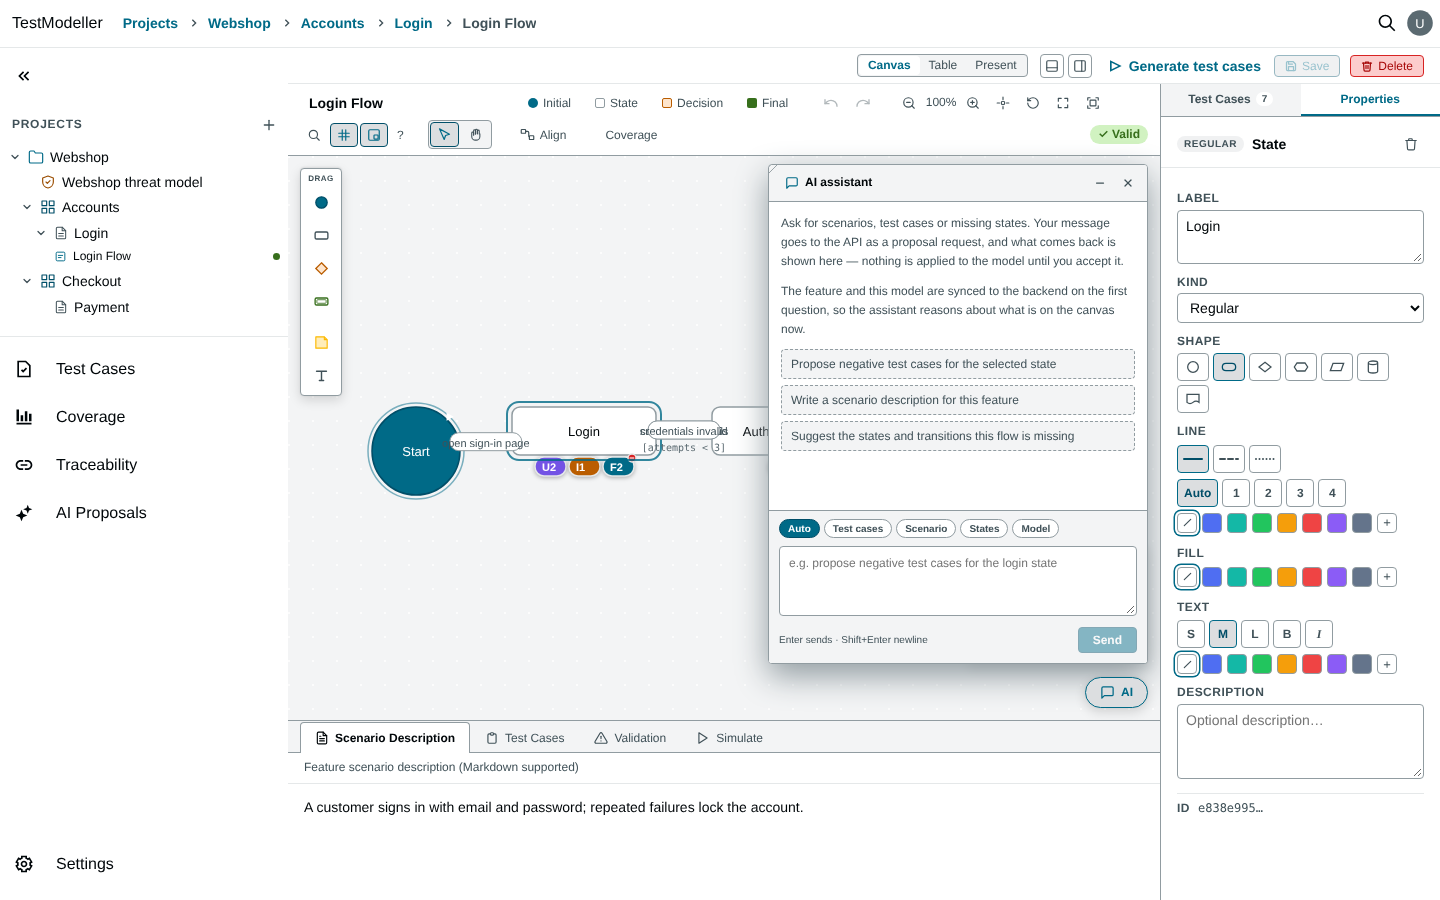 TestModeller
Projects
Webshop
Accounts
Login
Login Flow
U
Canvas
Table
Present
Generate test cases
Save
Delete
PROJECTS
Webshop
Webshop threat model
Accounts
Login
Login Flow
Checkout
Payment
Test Cases
Coverage
Traceability
AI Proposals
Settings
Login Flow
Initial
State
Decision
Final
100%
?
Align
Coverage
Valid
DRAG
Start
open sign-in page
Login
U2
I1
F2
credentials invalid
[attempts < 3]
Auth
AI assistant
Ask for scenarios, test cases or missing states. Your message
goes to the API as a proposal request, and what comes back is
shown here — nothing is applied to the model until you accept it.
The feature and this model are synced to the backend on the first
question, so the assistant reasons about what is on the canvas
now.
Propose negative test cases for the selected state
Write a scenario description for this feature
Suggest the states and transitions this flow is missing
Auto
Test cases
Scenario
States
Model
e.g. propose negative test cases for the login state
Enter sends · Shift+Enter newline
Send
AI
Scenario Description
Test Cases
Validation
Simulate
Feature scenario description (Markdown supported)
A customer signs in with email and password; repeated failures lock the account.
Test Cases 7
Properties
REGULAR State
LABEL
Login
KIND
Regular
SHAPE
LINE
Auto
1
2
3
4
+
FILL
+
TEXT
S
M
L
B
I
+
DESCRIPTION
Optional description…
ID e838e995…